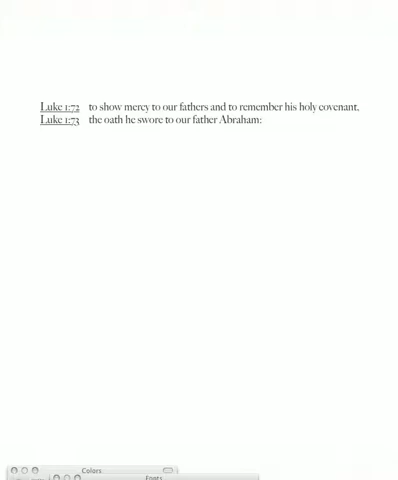 Luke 1:72 to show mercy to our fathers and to remember his holy covenant,
Luke 1:73 the oath he swore to our father Abraham:
Colors
Fonts